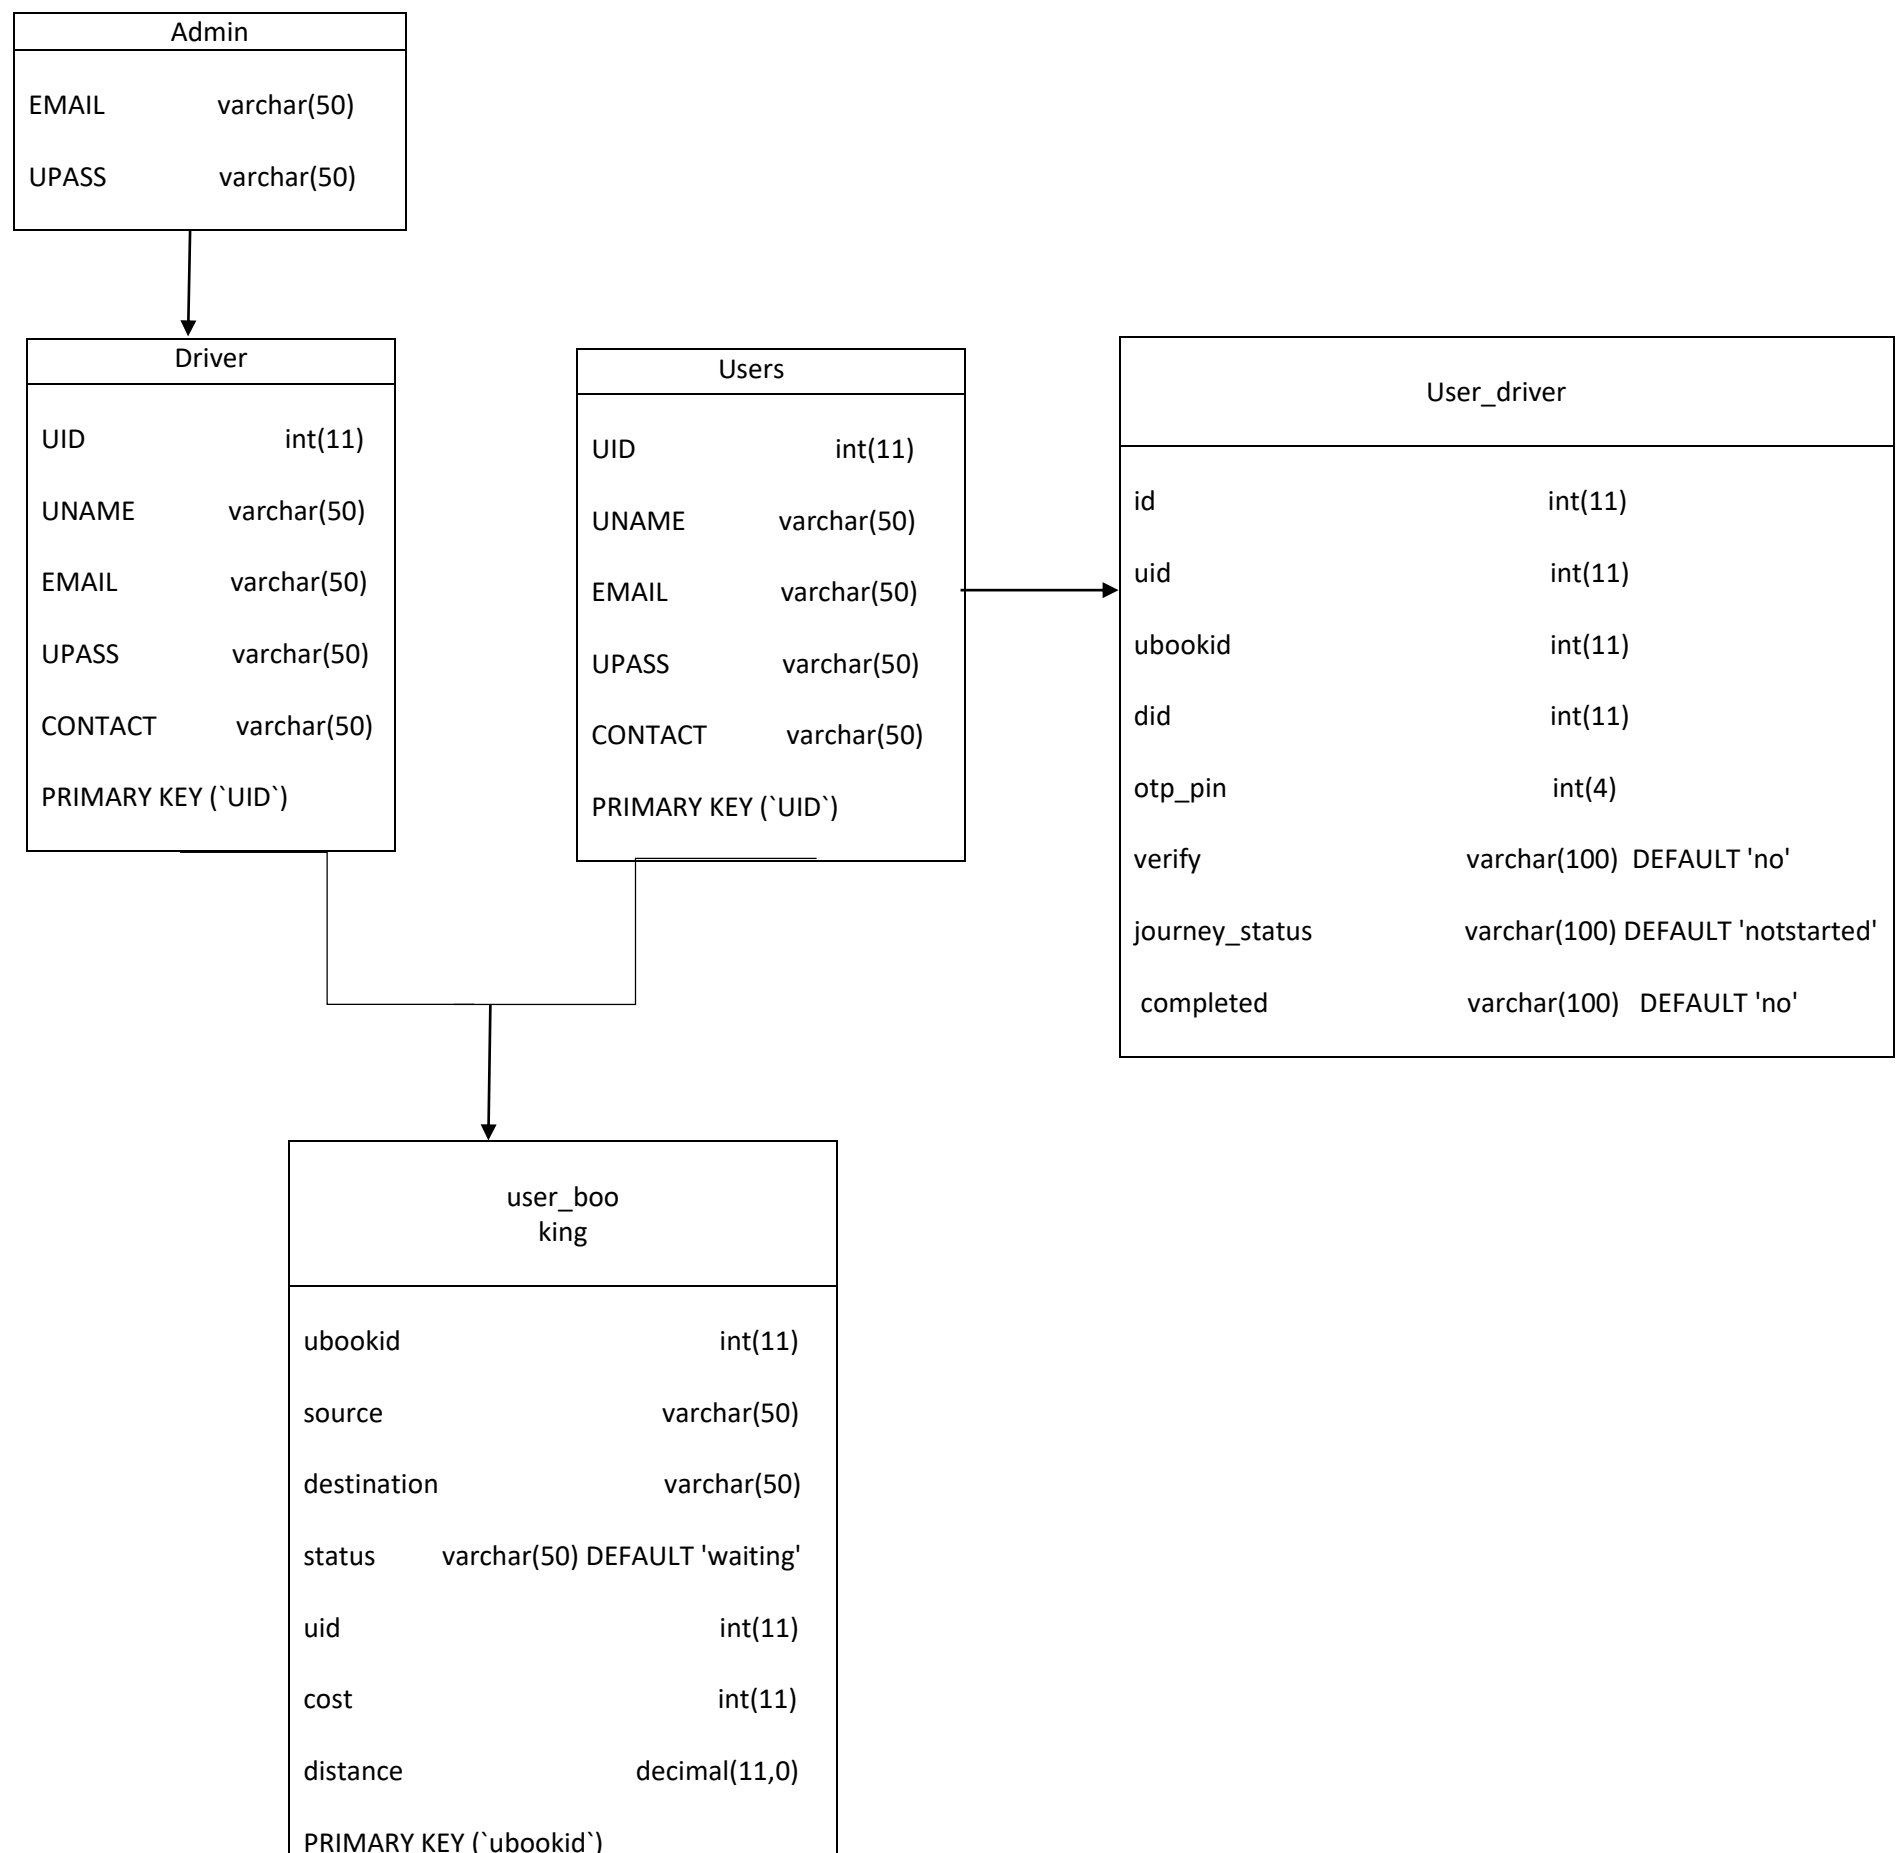 Admin
EMAIL varchar(50)
UPASS varchar(50)
Driver
UID int(11)
UNAME varchar(50)
EMAIL varchar(50)
UPASS varchar(50)
CONTACT varchar(50)
PRIMARY KEY (`UID`)
Users
UID int(11)
UNAME varchar(50)
EMAIL varchar(50)
UPASS varchar(50)
CONTACT varchar(50)
PRIMARY KEY (`UID`)
User_driver
id int(11)
uid int(11)
ubookid int(11)
did int(11)
otp_pin int(4)
verify varchar(100) DEFAULT 'no'
journey_status varchar(100) DEFAULT 'notstarted'
completed varchar(100) DEFAULT 'no'
user_boo
king
ubookid int(11)
source varchar(50)
destination varchar(50)
status varchar(50) DEFAULT 'waiting'
uid int(11)
cost int(11)
distance decimal(11,0)
PRIMARY KEY (`ubookid`)